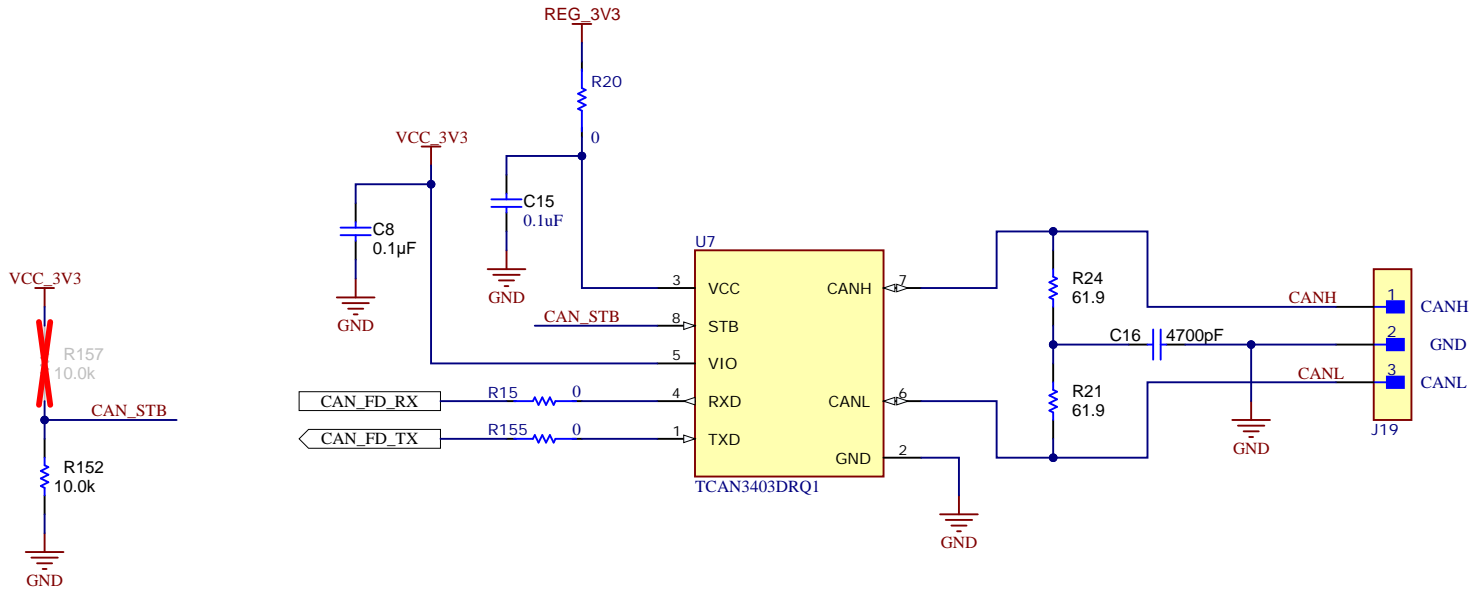 REG_3V3
R20
0
VCC_3V3
C15
0.1uF
C8
0.1µF
GND
GND
VCC_3V3
R157
10.0k
CAN_STB
R152
10.0k
GND
U7
3 VCC
CAN_STB 8 STB
5 VIO
CAN_FD_RX R15 0 4 RXD
CAN_FD_TX R155 0 1 TXD
CANH 7
CANL 6
GND 2
TCAN3403DRQ1
GND
R24
61.9
C16 4700pF
R21
61.9
GND
CANH 1 CANH
2 GND
CANL 3 CANL
J19